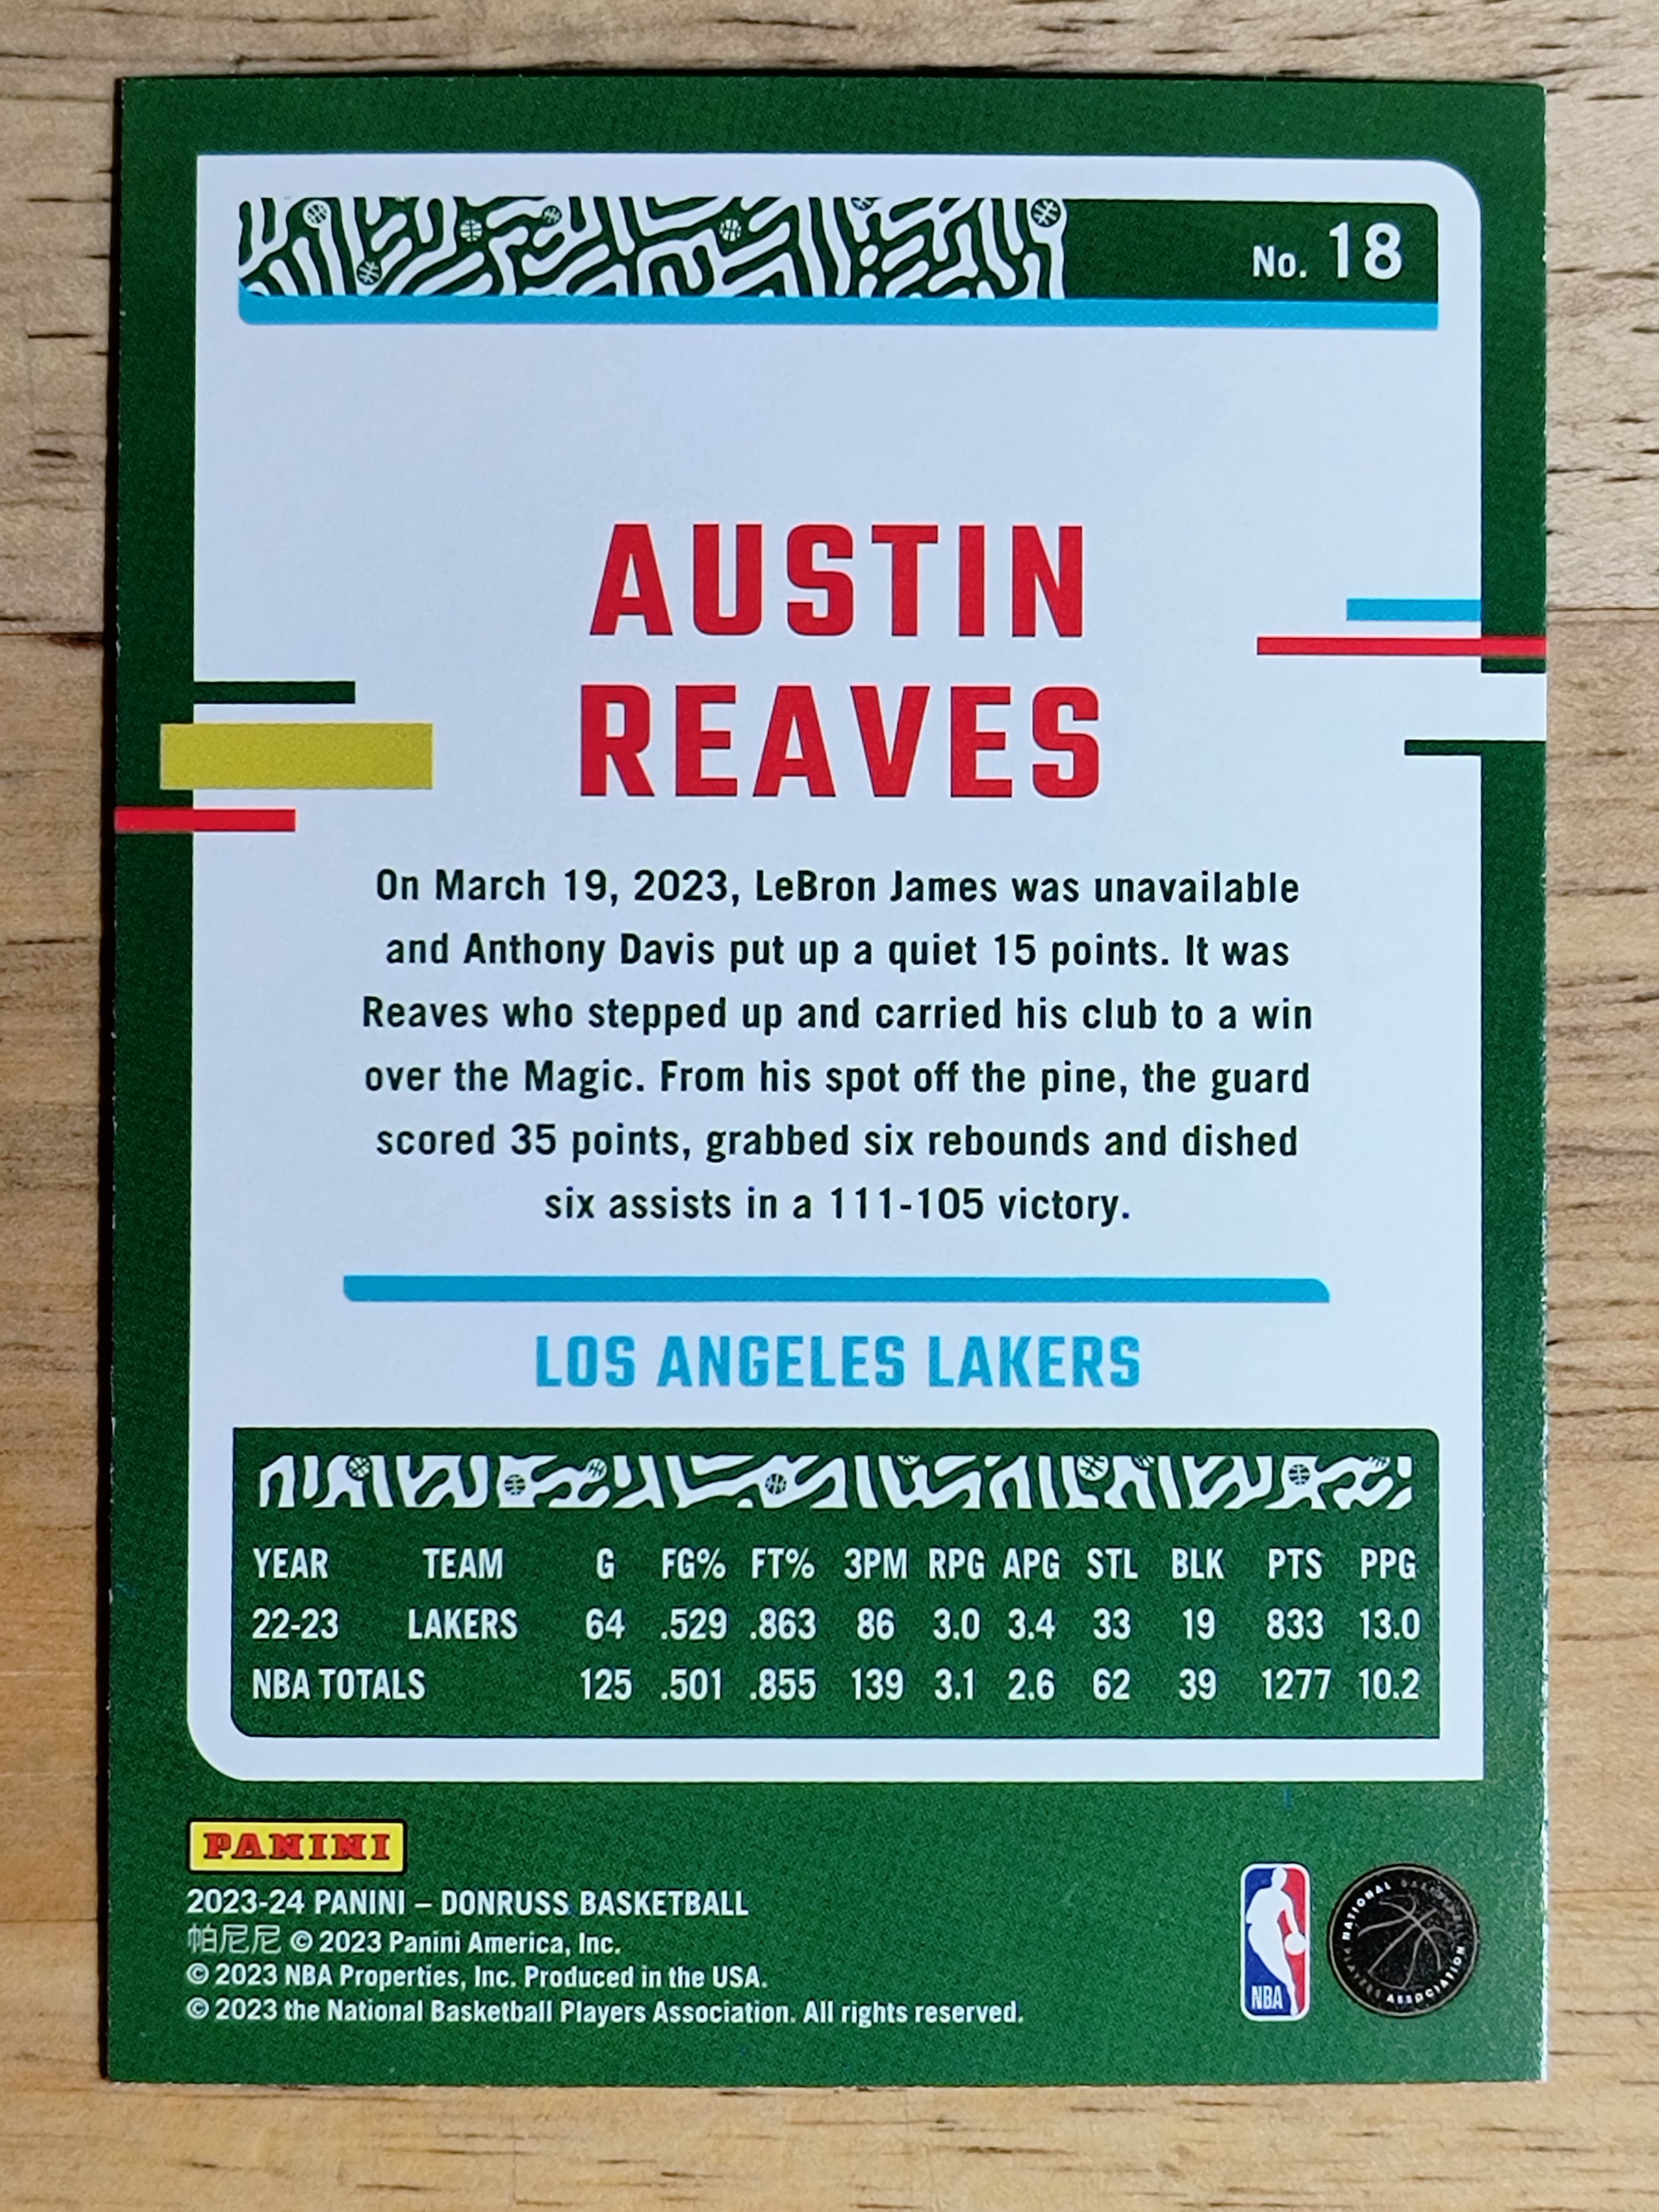 No. 18
AUSTIN
REAVES
On March 19, 2023, LeBron James was unavailable
and Anthony Davis put up a quiet 15 points. It was
Reaves who stepped up and carried his club to a win
over the Magic. From his spot off the pine, the guard
scored 35 points, grabbed six rebounds and dished
six assists in a 111-105 victory.
LOS ANGELES LAKERS
YEAR TEAM G FG% FT% 3PM RPG APG STL BLK PTS PPG
22-23 LAKERS 64 .529 .863 86 3.0 3.4 33 19 833 13.0
NBA TOTALS 125 .501 .855 139 3.1 2.6 62 39 1277 10.2
PANINI
2023-24 PANINI – DONRUSS BASKETBALL
帕尼尼 © 2023 Panini America, Inc.
© 2023 NBA Properties, Inc. Produced in the USA.
© 2023 the National Basketball Players Association. All rights reserved.
NBA
NATIONAL BASKETBALL PLAYERS ASSOCIATION